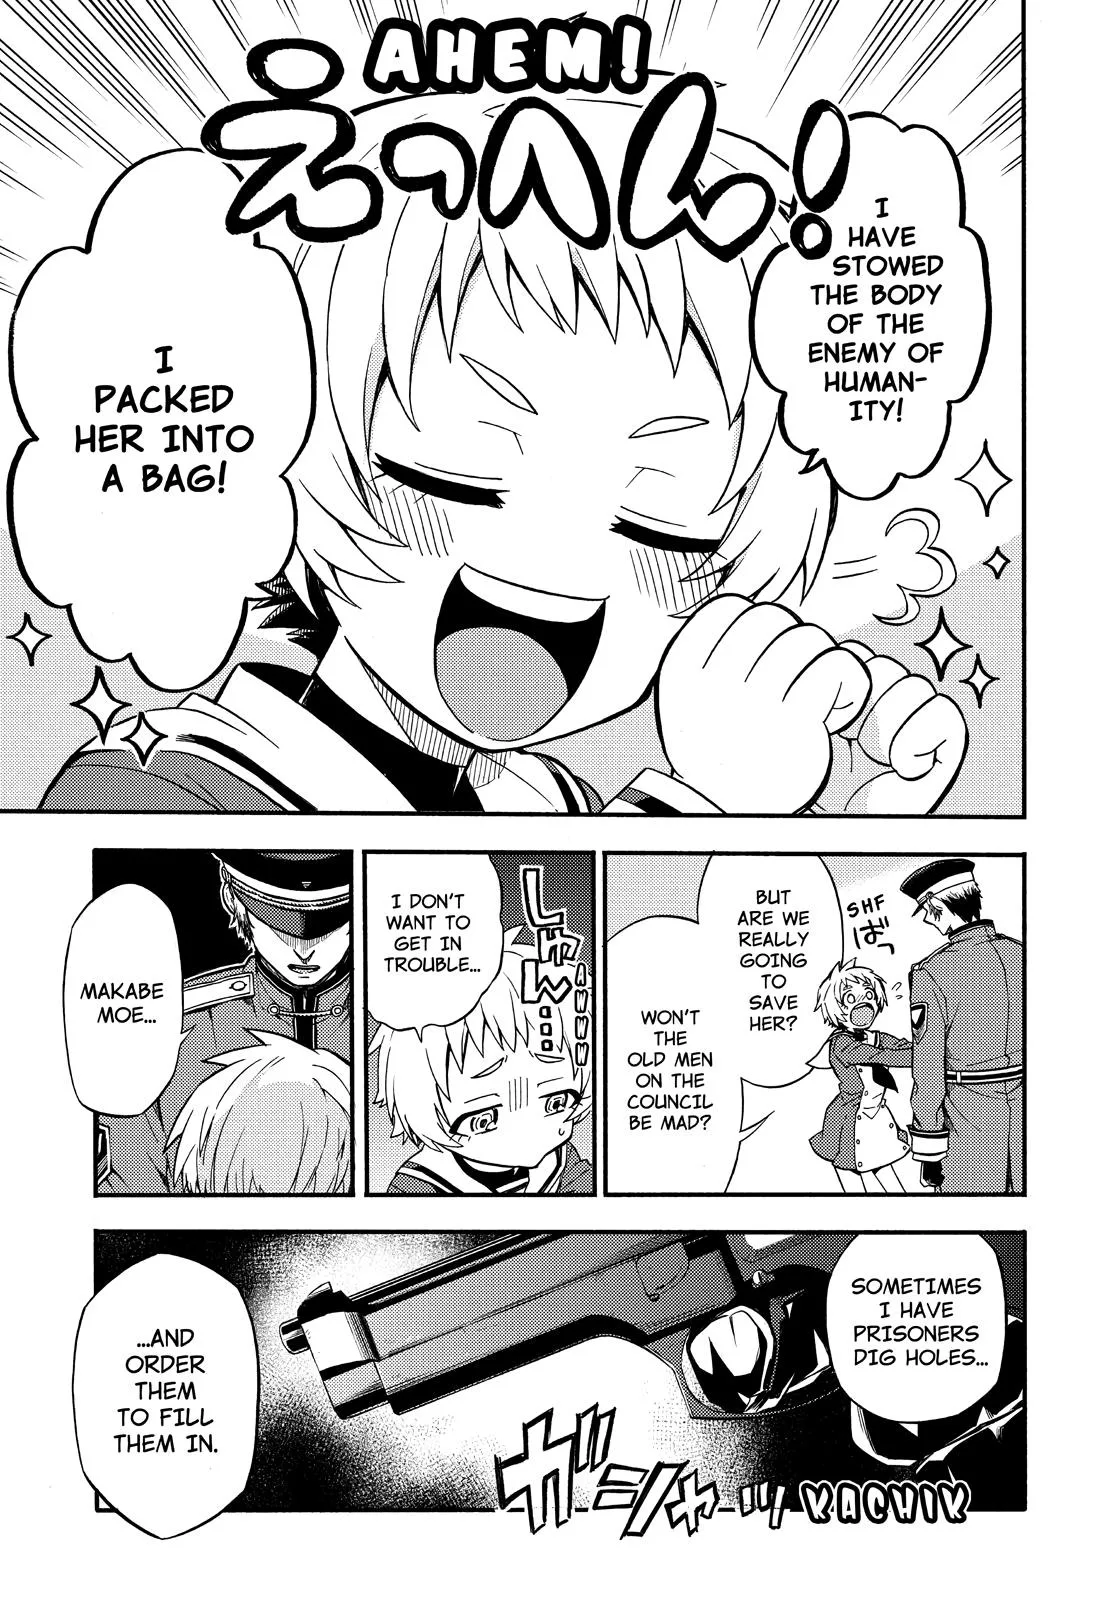 AHEM!
えっへん!
I
HAVE
STOWED
THE BODY
OF THE
ENEMY OF
HUMAN-
ITY!
I
PACKED
HER INTO
A BAG!
BUT
ARE WE
REALLY
GOING
TO
SAVE
HER?
SHF
ばっ
WON'T
THE
OLD MEN
ON THE
COUNCIL
BE MAD?
I DON'T
WANT TO
GET IN
TROUBLE...
しゅん...
AWWW...
MAKABE
MOE...
SOMETIMES
I HAVE
PRISONERS
DIG HOLES...
...AND
ORDER
THEM
TO FILL
THEM IN.
ガシャッ
KACHIK